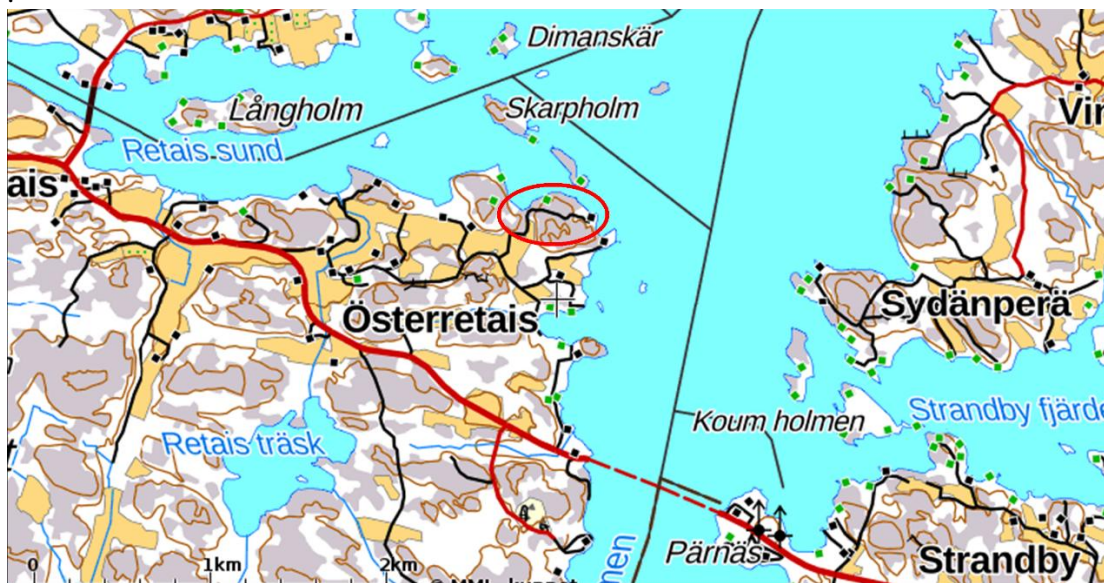 Dimanskär
Långholm
Skarpholm
Vir
Retais sund
ais
Österretais
Sydänperä
Retais träsk
Koum holmen
Strandby fjärde
Pärnäs
Strandby
0 1km 2km
men